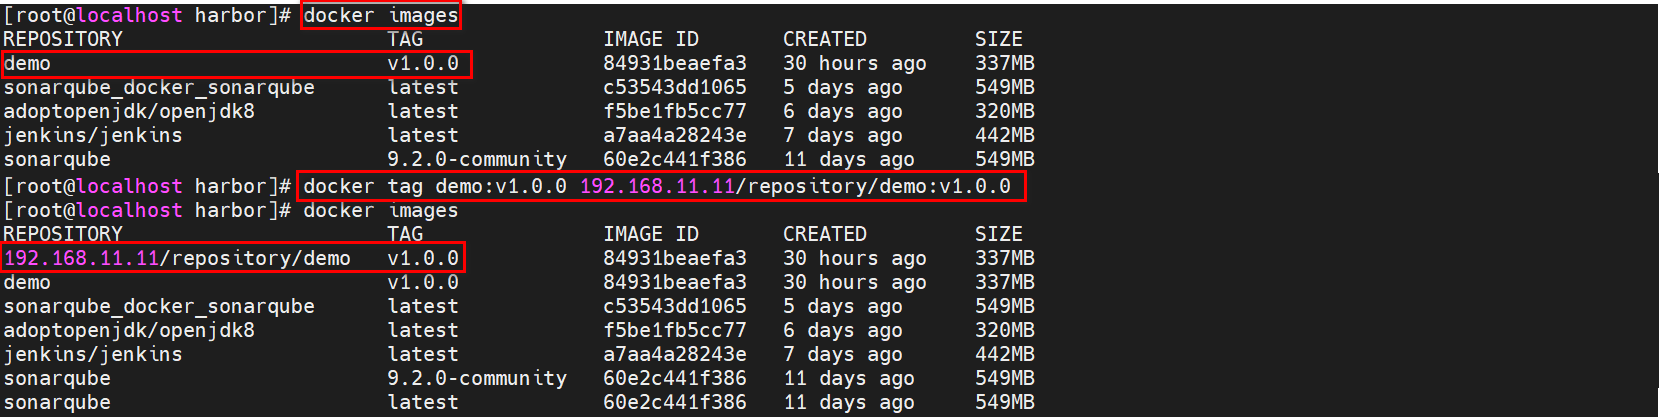 [root@localhost harbor]# docker images
REPOSITORY TAG IMAGE ID CREATED SIZE
demo v1.0.0 84931beaefa3 30 hours ago 337MB
sonarqube_docker_sonarqube latest c53543dd1065 5 days ago 549MB
adoptopenjdk/openjdk8 latest f5be1fb5cc77 6 days ago 320MB
jenkins/jenkins latest a7aa4a28243e 7 days ago 442MB
sonarqube 9.2.0-community 60e2c441f386 11 days ago 549MB
[root@localhost harbor]# docker tag demo:v1.0.0 192.168.11.11/repository/demo:v1.0.0
[root@localhost harbor]# docker images
REPOSITORY TAG IMAGE ID CREATED SIZE
192.168.11.11/repository/demo v1.0.0 84931beaefa3 30 hours ago 337MB
demo v1.0.0 84931beaefa3 30 hours ago 337MB
sonarqube_docker_sonarqube latest c53543dd1065 5 days ago 549MB
adoptopenjdk/openjdk8 latest f5be1fb5cc77 6 days ago 320MB
jenkins/jenkins latest a7aa4a28243e 7 days ago 442MB
sonarqube 9.2.0-community 60e2c441f386 11 days ago 549MB
sonarqube latest 60e2c441f386 11 days ago 549MB